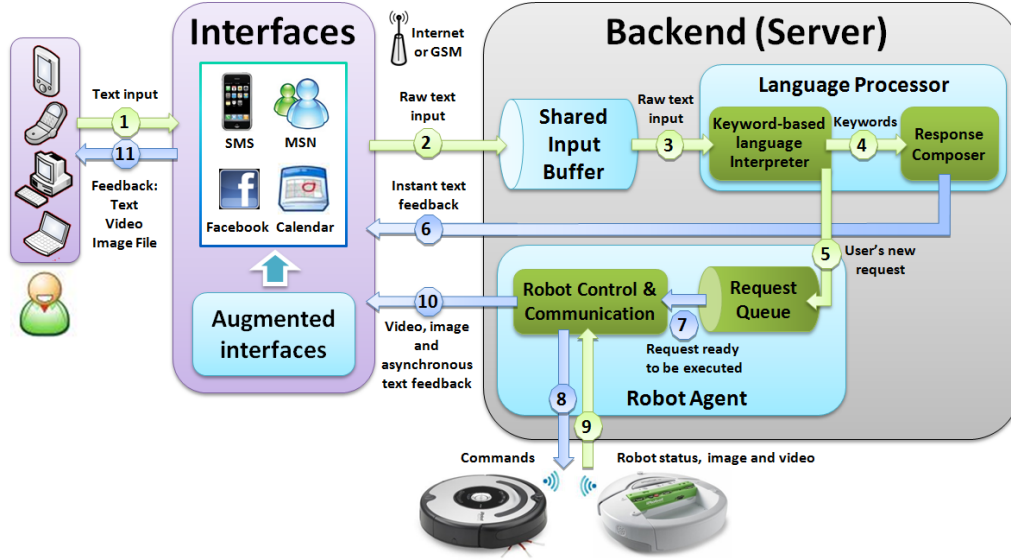 Interfaces
Internet
or GSM
Backend (Server)
Language Processor
Text input
1
11
Feedback:
Text
Video
Image File
SMS
MSN
Facebook
Calendar
Augmented
interfaces
Raw text
input
2
Shared
Input
Buffer
Raw text
input
3
Keyword-based
language
Interpreter
Keywords
4
Response
Composer
Instant text
feedback
6
5
User's new
request
10
Video, image
and
asynchronous
text feedback
Robot Control &
Communication
7
Request
Queue
Request ready
to be executed
8
9
Robot Agent
Commands
Robot status, image and video